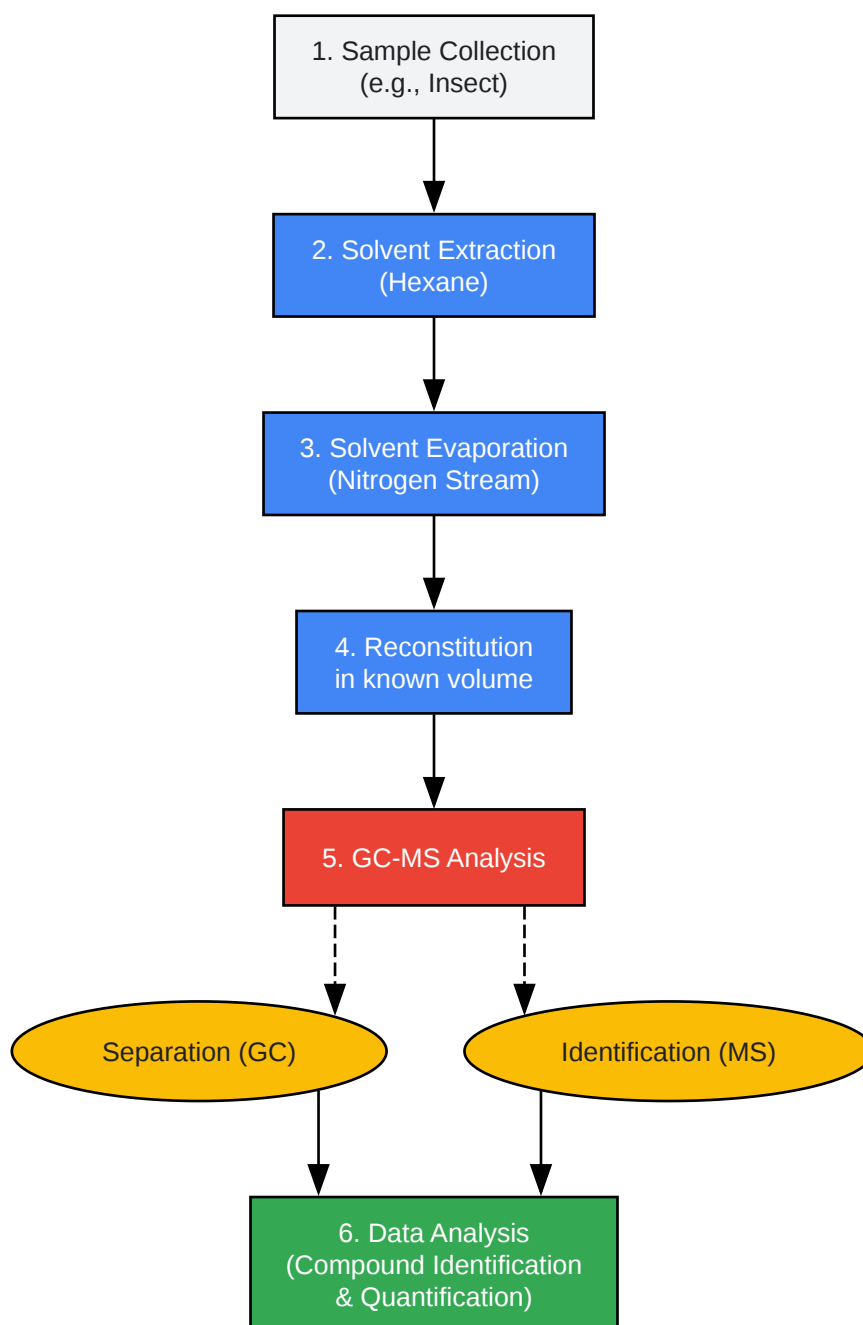 1. Sample Collection
(e.g., Insect)
2. Solvent Extraction
(Hexane)
3. Solvent Evaporation
(Nitrogen Stream)
4. Reconstitution
in known volume
5. GC-MS Analysis
Separation (GC)
Identification (MS)
6. Data Analysis
(Compound Identification
& Quantification)